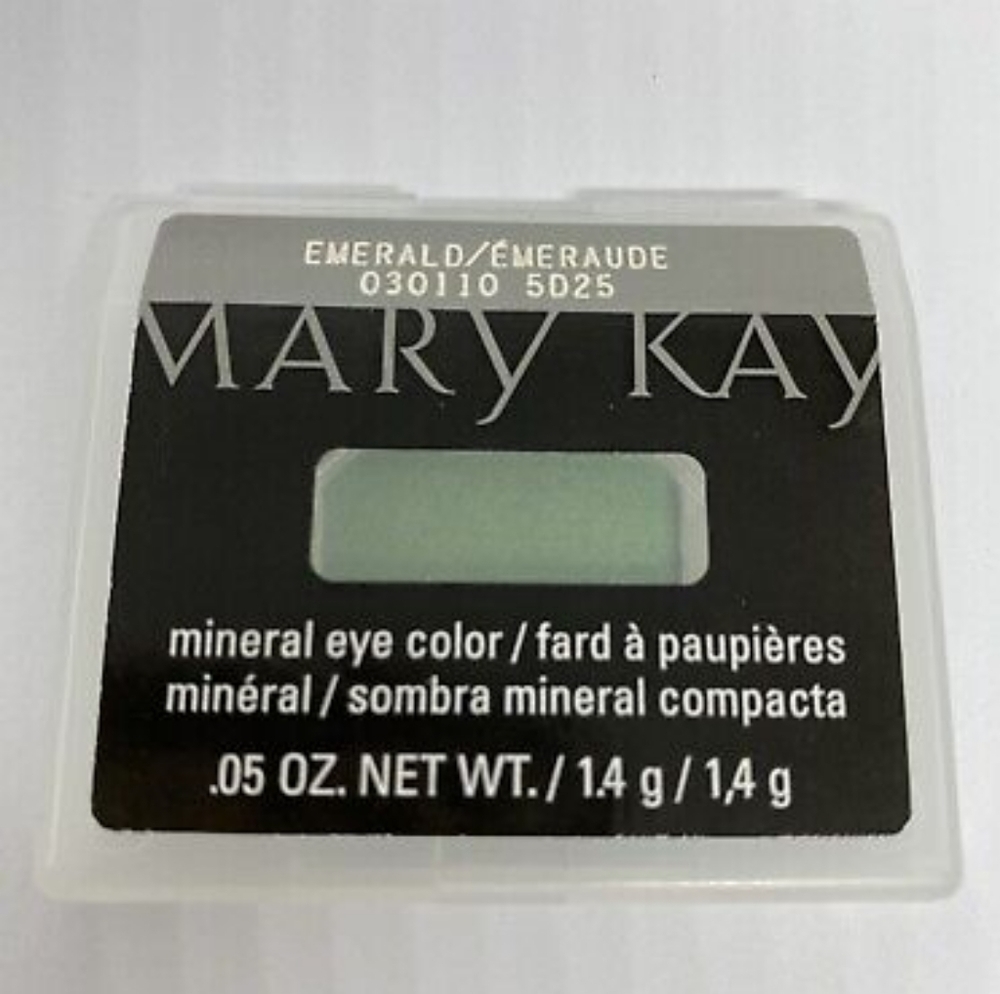 EMERALD/ÉMERAUDE
030110 5D25
MARY KAY
mineral eye color / fard à paupières
minéral / sombra mineral compacta
.05 OZ. NET WT. / 1.4 g / 1,4 g